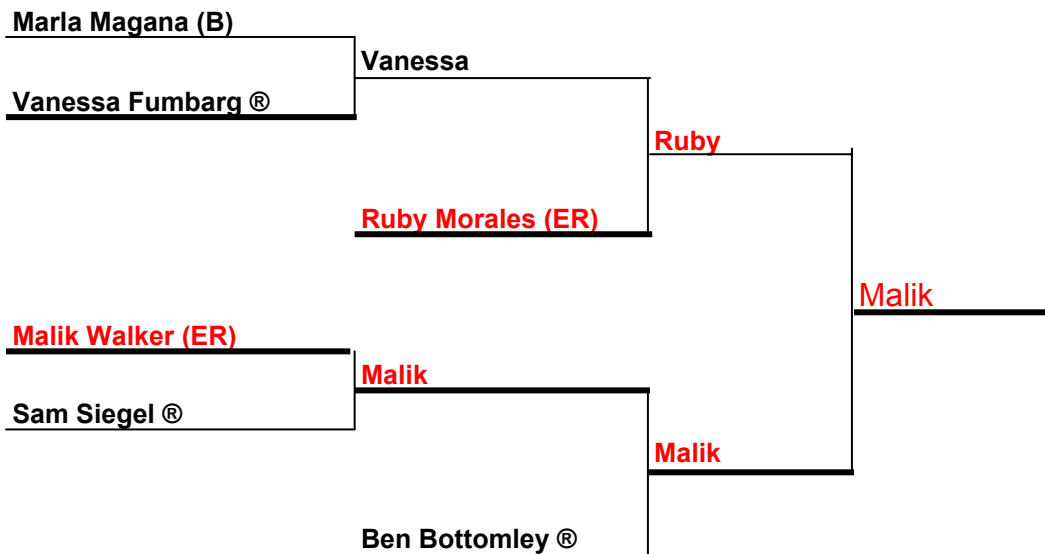 Marla Magana (B)
Vanessa
Vanessa Fumbarg ®
Ruby
Ruby Morales (ER)
Malik
Malik Walker (ER)
Malik
Sam Siegel ®
Malik
Ben Bottomley ®